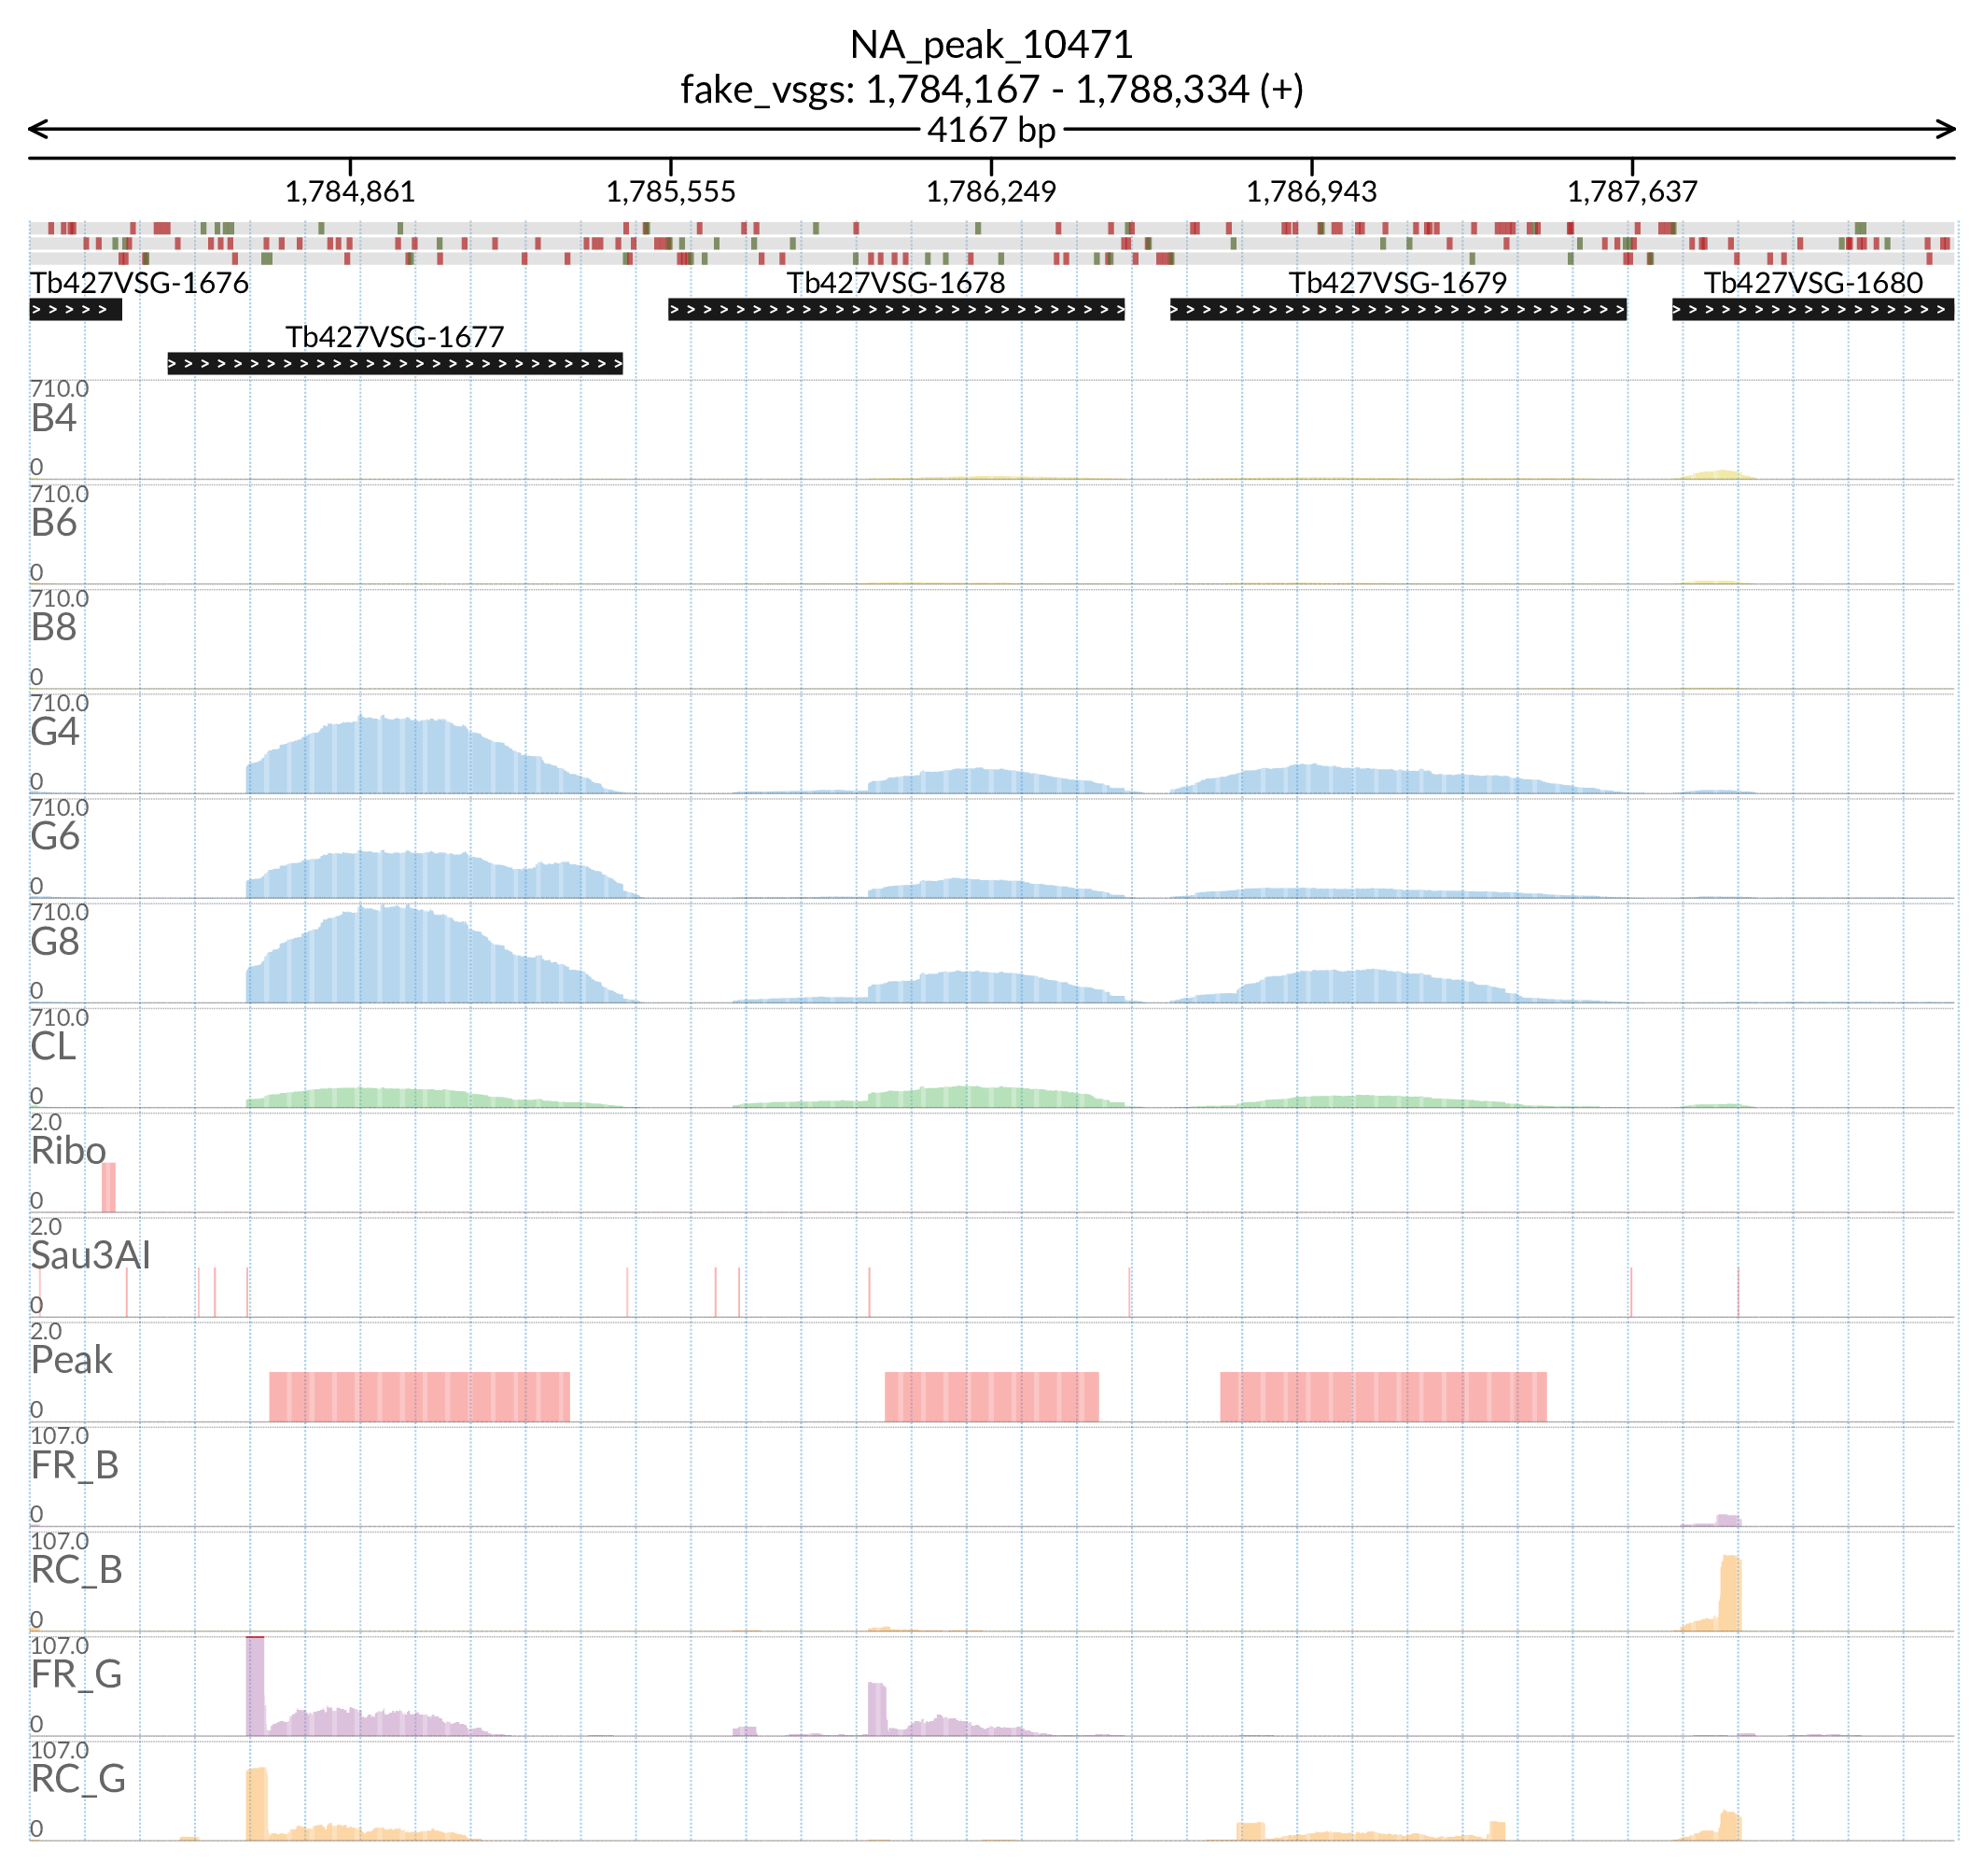 NA_peak_10471
fake_vsgs: 1,784,167 - 1,788,334 (+)
4167 bp
1,784,861 1,785,555 1,786,249 1,786,943 1,787,637
Tb427VSG-1676 Tb427VSG-1678 Tb427VSG-1679 Tb427VSG-1680
Tb427VSG-1677
710.0
B4
0
710.0
B6
0
710.0
B8
0
710.0
G4
0
710.0
G6
0
710.0
G8
0
710.0
CL
0
2.0
Ribo
0
2.0
Sau3AI
0
2.0
Peak
0
107.0
FR_B
0
107.0
RC_B
0
107.0
FR_G
0
107.0
RC_G
0